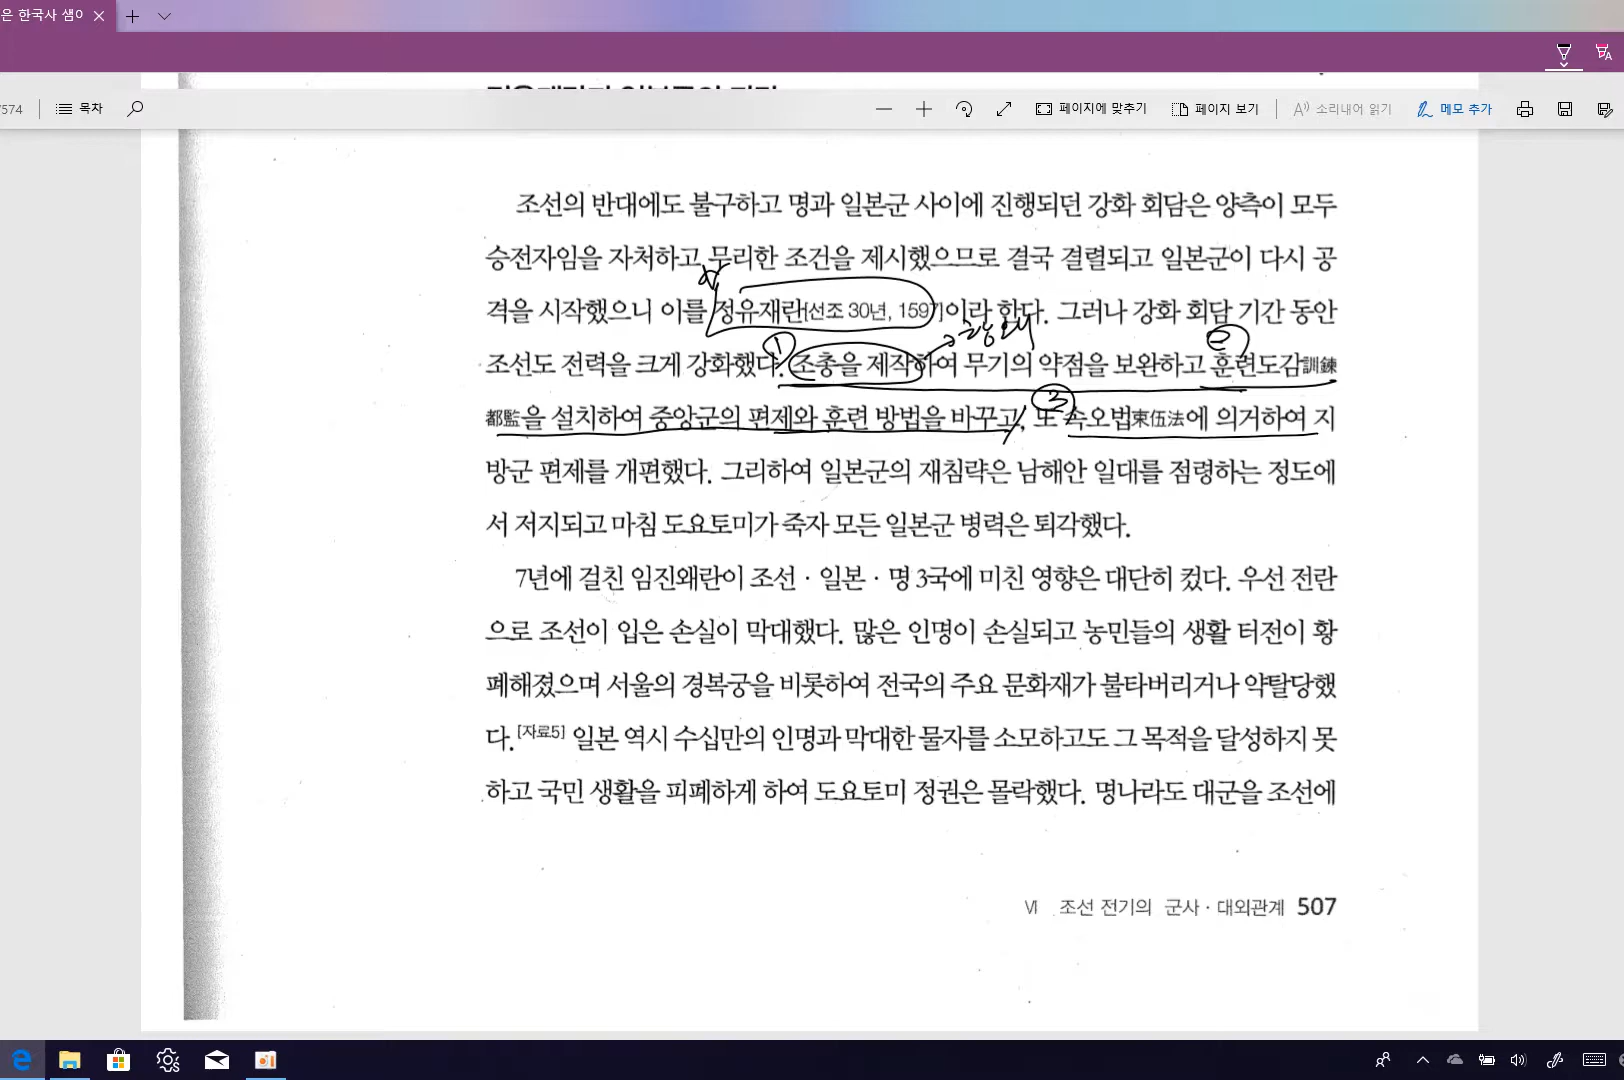 은 한국사 샘이
574
목차
페이지에 맞추기
페이지 보기
소리내어 읽기
메모 추가
조선의 반대에도 불구하고 명과 일본군 사이에 진행되던 강화 회담은 양측이 모두
승전자임을 자처하고 무리한 조건을 제시했으므로 결국 결렬되고 일본군이 다시 공
격을 시작했으니 이를 정유재란[선조 30년, 1597]이라 한다. 그러나 강화 회담 기간 동안
조선도 전력을 크게 강화했다. 조총을 제작하여 무기의 약점을 보완하고 훈련도감訓鍊
都監을 설치하여 중앙군의 편제와 훈련 방법을 바꾸고, 또 속오법束伍法에 의거하여 지
방군 편제를 개편했다. 그리하여 일본군의 재침략은 남해안 일대를 점령하는 정도에
서 저지되고 마침 도요토미가 죽자 모든 일본군 병력은 퇴각했다.
7년에 걸친 임진왜란이 조선 · 일본 · 명 3국에 미친 영향은 대단히 컸다. 우선 전란
으로 조선이 입은 손실이 막대했다. 많은 인명이 손실되고 농민들의 생활 터전이 황
폐해졌으며 서울의 경복궁을 비롯하여 전국의 주요 문화재가 불타버리거나 약탈당했
다.[자료5] 일본 역시 수십만의 인명과 막대한 물자를 소모하고도 그 목적을 달성하지 못
하고 국민 생활을 피폐하게 하여 도요토미 정권은 몰락했다. 명나라도 대군을 조선에
VI 조선 전기의 군사 · 대외관계 507